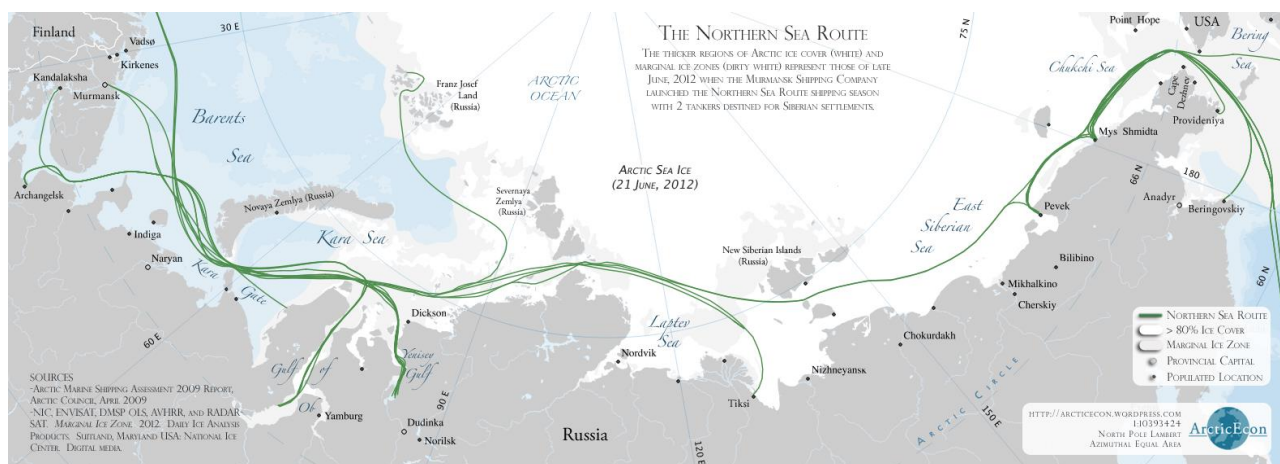 THE NORTHERN SEA ROUTE
THE THICKER REGIONS OF ARCTIC ICE COVER (WHITE) AND
MARGINAL ICE ZONES (DIRTY WHITE) REPRESENT THOSE OF LATE
JUNE, 2012 WHEN THE MURMANSK SHIPPING COMPANY
LAUNCHED THE NORTHERN SEA ROUTE SHIPPING SEASON
WITH 2 TANKERS DESTINED FOR SIBERIAN SETTLEMENTS.
Finland
30 E
Vadsø
Kirkenes
Kandalaksha
Murmansk
Barents
Sea
Archangelsk
Indiga
Naryan
Kara
Gate
60 E
Novaya Zemlya (Russia)
Kara Sea
Franz Josef
Land
(Russia)
ARCTIC
OCEAN
Severnaya
Zemlya
(Russia)
ARCTIC SEA ICE
(21 JUNE, 2012)
75 N
Point Hope
USA
Bering
Sea
Chukchi Sea
Cape
Dezhnev
Provideniya
Mys Shmidta
66 N
180
Anadyr
Beringovskiy
Pevek
East
Siberian
Sea
New Siberian Islands
(Russia)
Bilibino
Mikhalkino
Cherskiy
60 N
Chokurdakh
Laptev
Sea
Nordvik
Nizhneyansk
Tiksi
Dickson
Yenisey
Gulf
Gulf of
Ob
Yamburg
Dudinka
Norilsk
90 E
Russia
120 E
150 E
ARCTIC CIRCLE
NORTHERN SEA ROUTE
> 80% ICE COVER
MARGINAL ICE ZONE
PROVINCIAL CAPITAL
POPULATED LOCATION
SOURCES
-ARCTIC MARINE SHIPPING ASSESSMENT 2009 REPORT,
ARCTIC COUNCIL, APRIL 2009
-NIC, ENVISAT, DMSP OLS, AVHRR, AND RADAR
SAT. MARGINAL ICE ZONE. 2012. DAILY ICE ANALYSIS
PRODUCTS. SUITLAND, MARYLAND USA: NATIONAL ICE
CENTER. DIGITAL MEDIA.
HTTP://ARCTICECON.WORDPRESS.COM
1:10393424
NORTH POLE LAMBERT
AZIMUTHAL EQUAL AREA
ArcticEcon